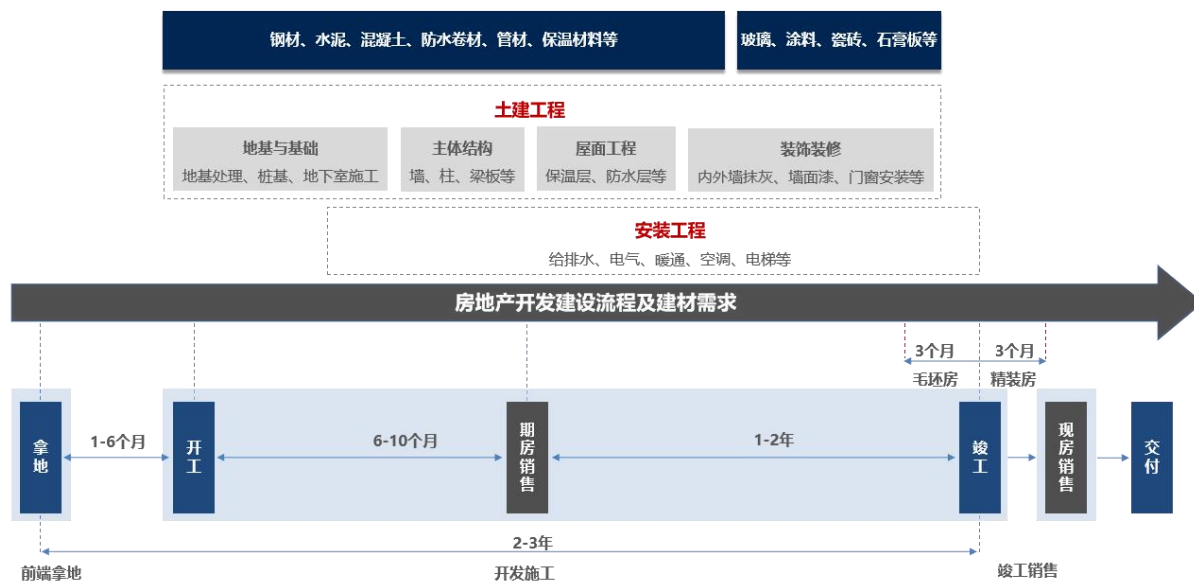 钢材、水泥、混凝土、防水卷材、管材、保温材料等
玻璃、涂料、瓷砖、石膏板等
土建工程
地基与基础
地基处理、桩基、地下室施工
主体结构
墙、柱、梁板等
屋面工程
保温层、防水层等
装饰装修
内外墙抹灰、墙面漆、门窗安装等
安装工程
给排水、电气、暖通、空调、电梯等
房地产开发建设流程及建材需求
3个月
3个月
毛坯房
精装房
拿地
1-6个月
开工
6-10个月
期房销售
1-2年
竣工
现房销售
交付
2-3年
前端拿地
开发施工
竣工销售